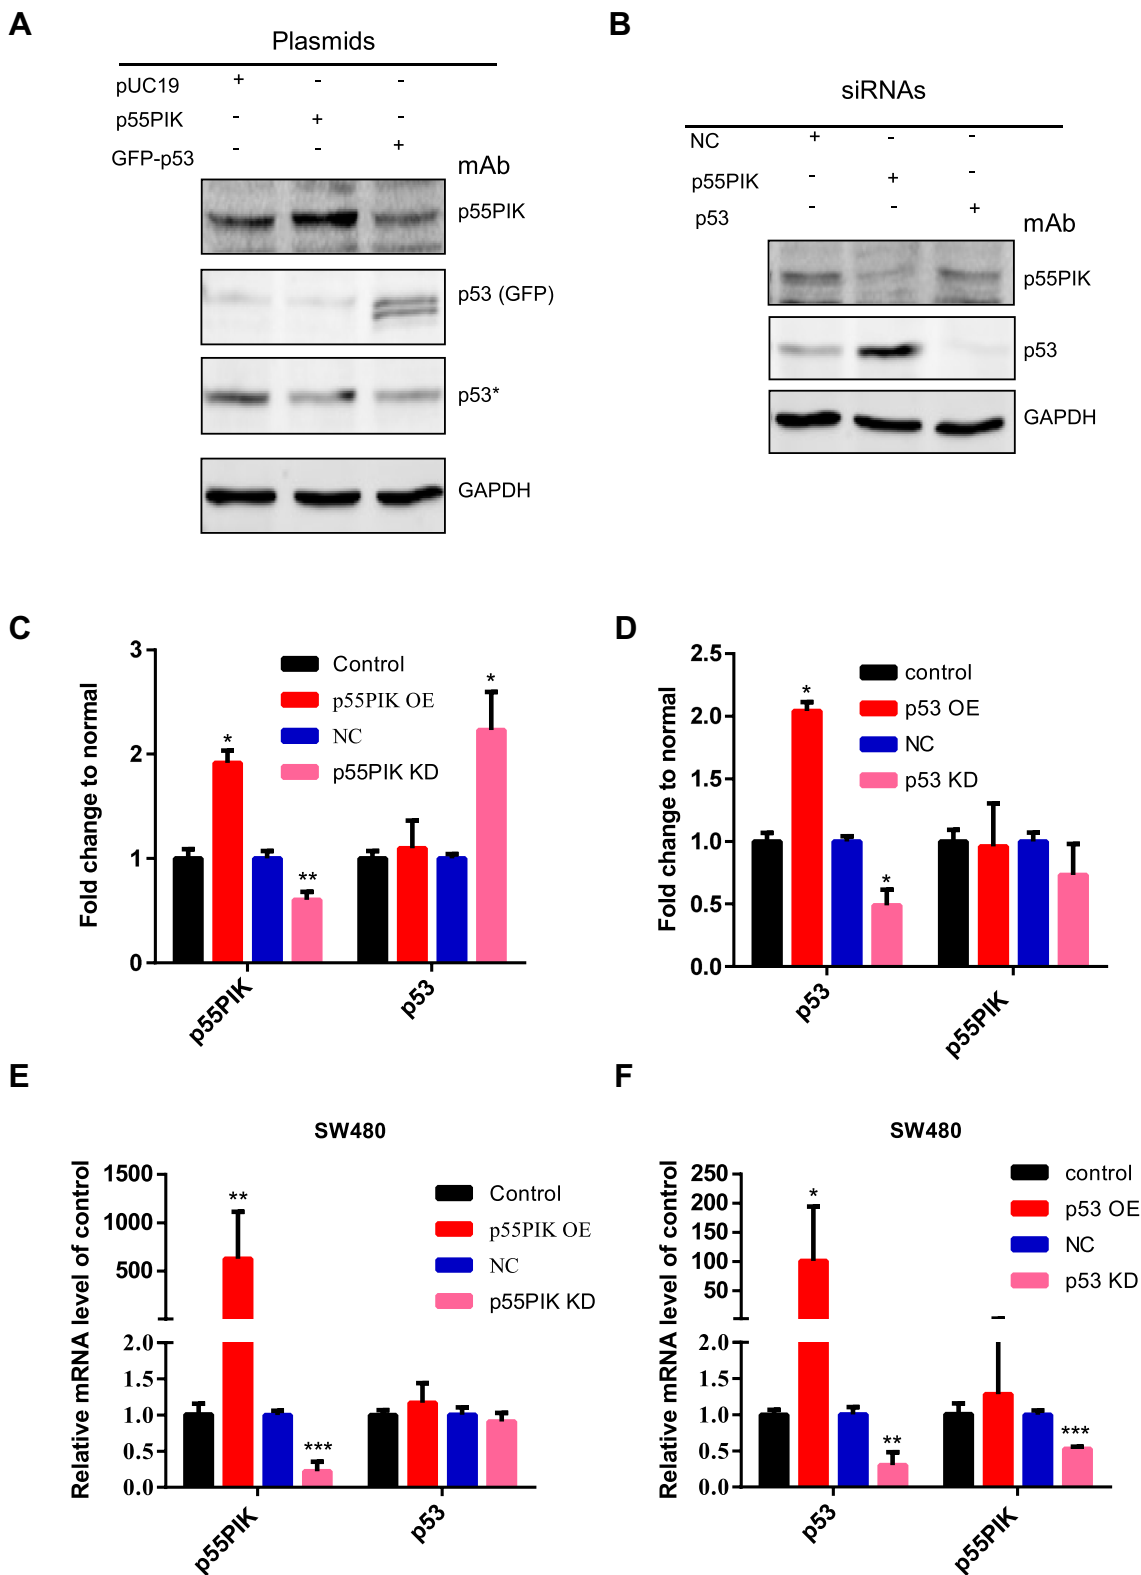 A
Plasmids
pUC19 + - -
p55PIK - + -
GFP-p53 - - +
mAb
p55PIK
p53 (GFP)
p53*
GAPDH
B
siRNAs
NC + - -
p55PIK - + -
p53 - - +
mAb
p55PIK
p53
GAPDH
C
Fold change to normal
3
2
1
0
Control
p55PIK OE
NC
p55PIK KD
*
**
*
p55PIK
p53
D
Fold change to normal
2.5
2.0
1.5
1.0
0.5
0.0
control
p53 OE
NC
p53 KD
*
*
p53
p55PIK
E
SW480
Relative mRNA level of control
1500
1000
500
2.0
1.5
1.0
0.5
0.0
Control
p55PIK OE
NC
p55PIK KD
**
***
p55PIK
p53
F
SW480
Relative mRNA level of control
250
200
150
100
50
2.0
1.5
1.0
0.5
0.0
control
p53 OE
NC
p53 KD
*
**
***
p53
p55PIK